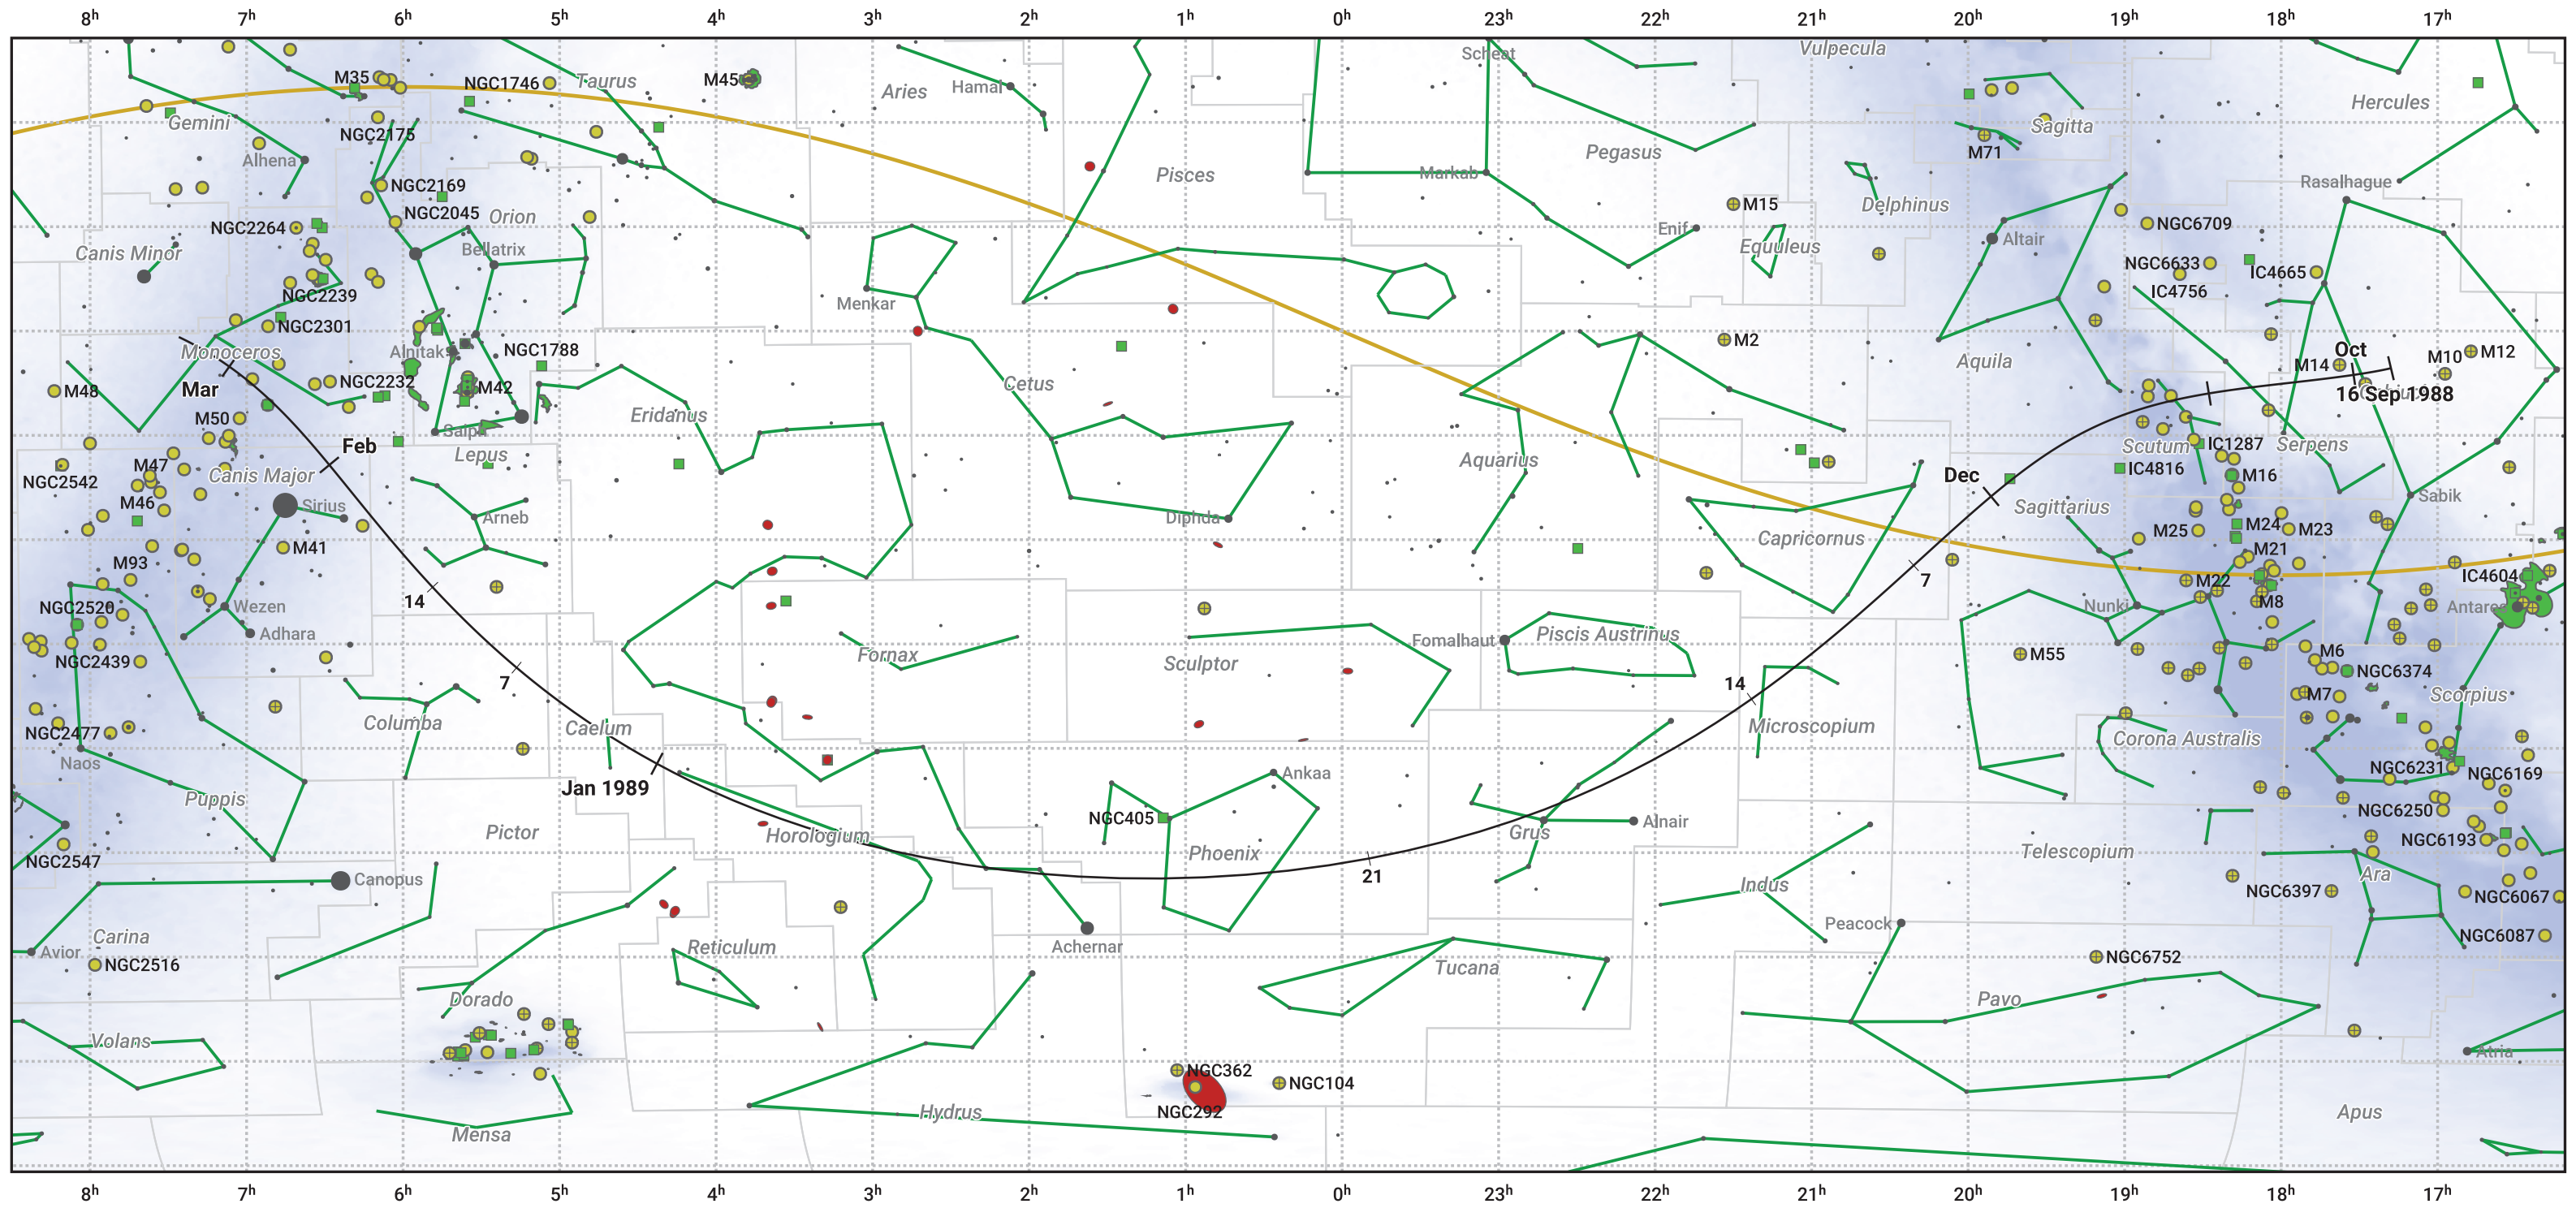 8h 7h 6h 5h 4h 3h 2h 1h 0h 23h 22h 21h 20h 19h 18h 17h
Scheat
Vulpecula
M35
NGC1746
Taurus
M45
Aries
Hamal
Hercules
Gemini
NGC2175
Sagitta
M71
Pegasus
Alhena
Pisces
Markab
Rasalhague
NGC2169
NGC2045
Orion
M15
Delphinus
NGC2264
Enif
NGC6709
Canis Minor
Bellatrix
Equuleus
Altair
NGC6633
IC4665
NGC2239
Menkar
IC4756
NGC2301
Monoceros
Alnitak
NGC1788
M2
Aquila
Oct
M14
M10
M12
Mar
M48
NGC2232
M42
Cetus
16 Sep 1988
M50
Saiph
Eridanus
Feb
Lepus
Scutum
IC1287
Serpens
M47
Canis Major
Aquarius
IC4816
NGC2542
Dec
M16
M46
Sirius
Arneb
Diphda
Sagittarius
Sabik
M24
M23
M25
M41
Capricornus
M93
M21
7
M22
IC4604
14
NGC2520
Wezen
Nunki
M8
Antares
Adhara
Fomalhaut
Piscis Austrinus
NGC2439
Fornax
Sculptor
M55
M6
NGC6374
7
14
M7
Scorpius
Columba
Caelum
Microscopium
NGC2477
Corona Australis
Naos
Ankaa
NGC6231
NGC6169
Jan 1989
Puppis
NGC405
NGC6250
Pictor
Horologium
Grus
Alnair
NGC6193
NGC2547
Phoenix
Telescopium
21
Canopus
Indus
Ara
NGC6397
NGC6067
Peacock
Carina
Avior
Reticulum
Achernar
NGC6087
NGC2516
Tucana
NGC6752
Dorado
Pavo
Volans
Atria
NGC362
NGC104
NGC292
Hydrus
Apus
Mensa
8h 7h 6h 5h 4h 3h 2h 1h 0h 23h 22h 21h 20h 19h 18h 17h